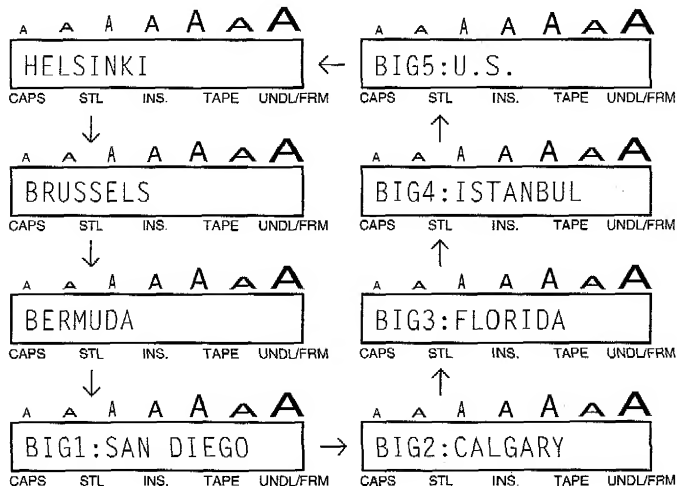 A A A A A A A A A A A A A A
HELSINKI ← BIG5:U.S.
CAPS STL INS. TAPE UNDL/FRM CAPS STL INS. TAPE UNDL/FRM
↓ ↑
A A A A A A A A A A A A A A
BRUSSELS BIG4:ISTANBUL
CAPS STL INS. TAPE UNDL/FRM CAPS STL INS. TAPE UNDL/FRM
↓ ↑
A A A A A A A A A A A A A A
BERMUDA BIG3:FLORIDA
CAPS STL INS. TAPE UNDL/FRM CAPS STL INS. TAPE UNDL/FRM
↓ ↑
A A A A A A A A A A A A A A
BIG1:SAN DIEGO → BIG2:CALGARY
CAPS STL INS. TAPE UNDL/FRM CAPS STL INS. TAPE UNDL/FRM